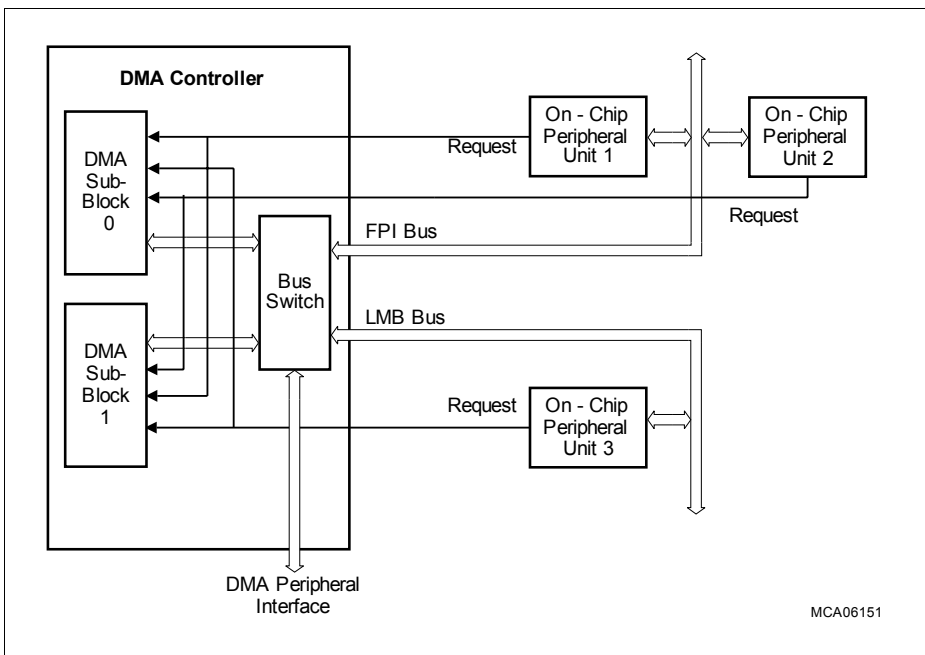 DMA Controller
DMA
Sub-
Block
0
DMA
Sub-
Block
1
Bus
Switch
On - Chip
Peripheral
Unit 1
Request
On - Chip
Peripheral
Unit 2
Request
FPI Bus
LMB Bus
Request
On - Chip
Peripheral
Unit 3
DMA Peripheral
Interface
MCA06151